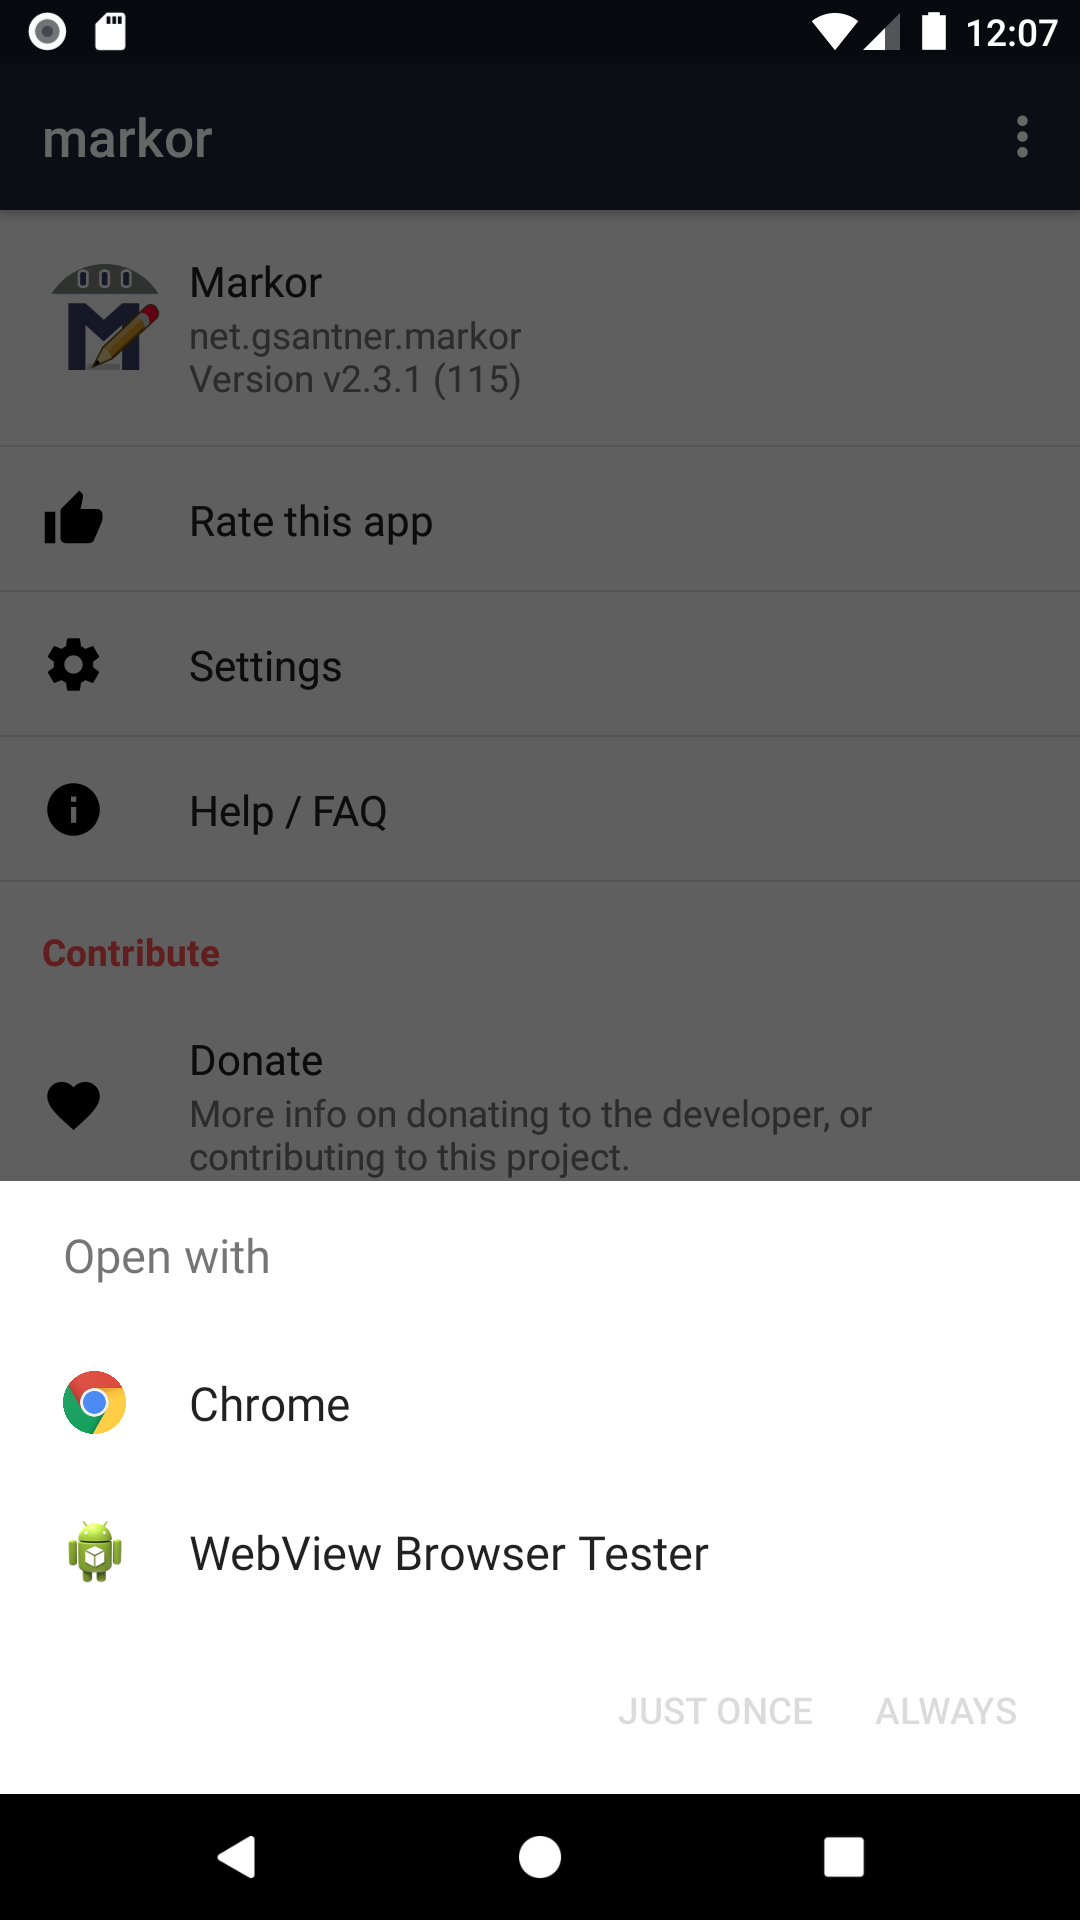 12:07
markor
Markor
net.gsantner.markor
Version v2.3.1 (115)
Rate this app
Settings
Help / FAQ
Contribute
Donate
More info on donating to the developer, or
contributing to this project.
Open with
Chrome
WebView Browser Tester
JUST ONCE ALWAYS